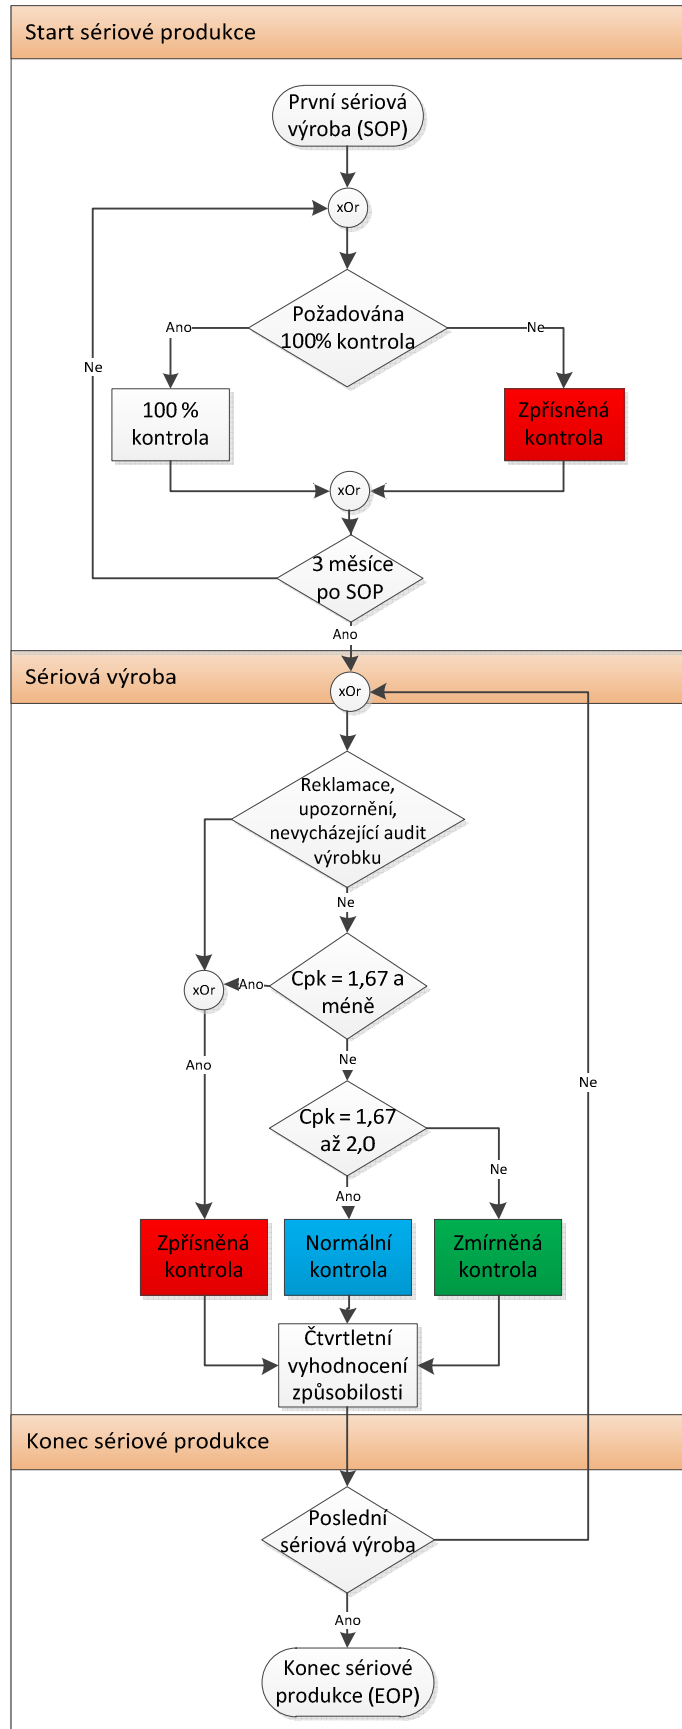 Start sériové produkce
První sériová
výroba (SOP)
xOr
Požadována
100% kontrola
Ano
Ne
Ne
100 %
kontrola
Zpřísněná
kontrola
xOr
3 měsíce
po SOP
Ano
Sériová výroba
xOr
Reklamace,
upozornění,
nevycházející audit
výrobku
Ne
Cpk = 1,67 a
méně
Ano
xOr
Ne
Ano
Ne
Cpk = 1,67
až 2,0
Ne
Ano
Zpřísněná
kontrola
Normální
kontrola
Zmírněná
kontrola
Čtvrtletní
vyhodnocení
způsobilosti
Konec sériové produkce
Poslední
sériová výroba
Ano
Konec sériové
produkce (EOP)